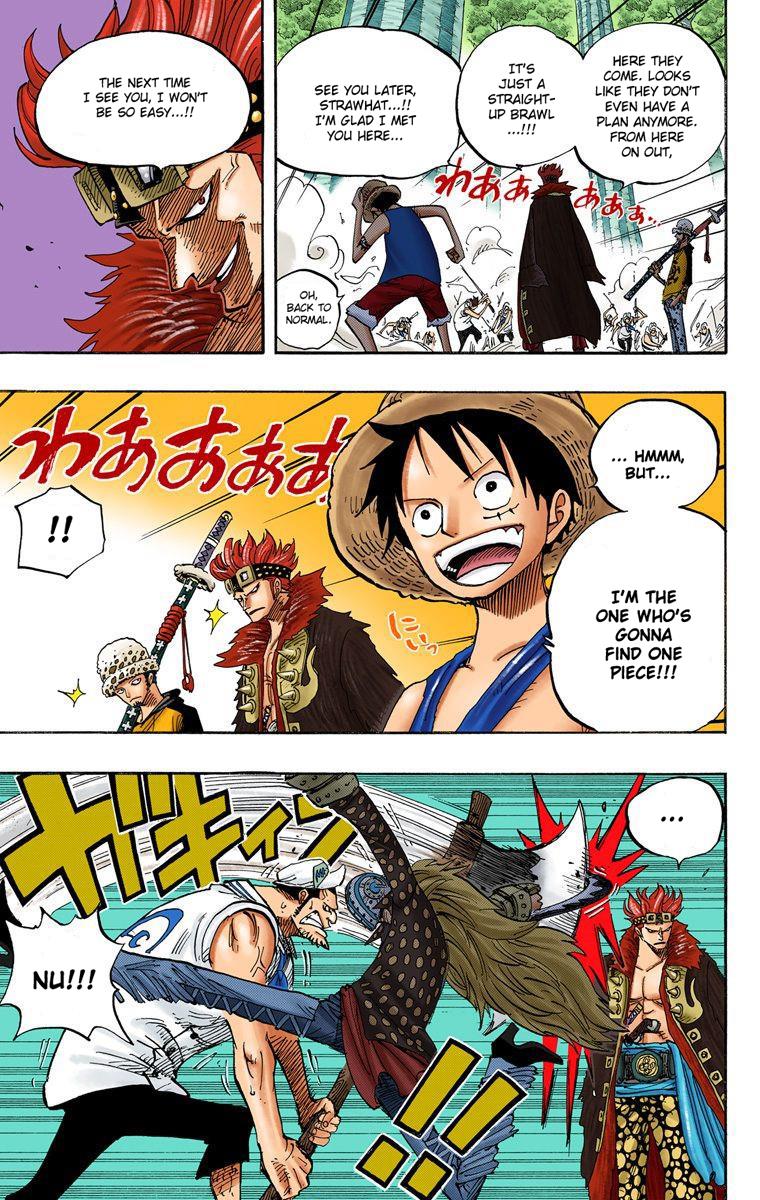 HERE THEY
COME. LOOKS
LIKE THEY DON'T
EVEN HAVE A
PLAN ANYMORE.
FROM HERE
ON OUT,
IT'S
JUST A
STRAIGHT-
UP BRAWL
...!!!
SEE YOU LATER,
STRAWHAT...!!
I'M GLAD I MET
YOU HERE...
わあぁぁ
ぁぁぁぁ...
OH,
BACK TO
NORMAL.
THE NEXT TIME
I SEE YOU, I WON'T
BE SO EASY...!!
... HMMM,
BUT...
I'M THE
ONE WHO'S
GONNA
FIND ONE
PIECE!!!
わああああ
にいっ
!!
...
ガキィン
NU!!!
!!